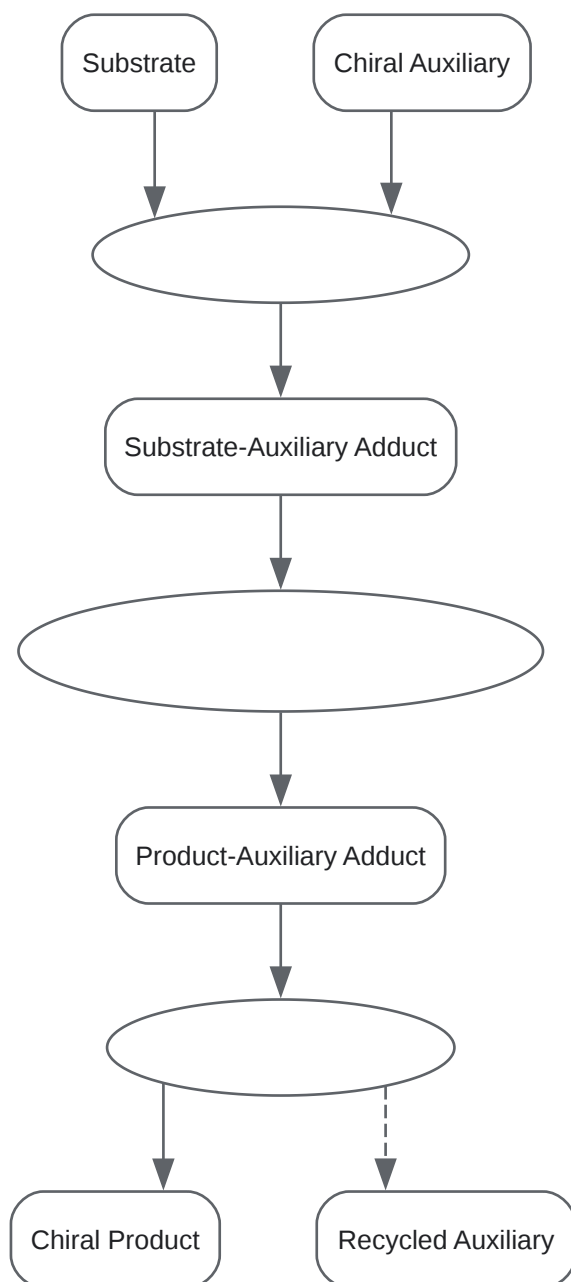 Substrate
Chiral Auxiliary
Substrate-Auxiliary Adduct
Product-Auxiliary Adduct
Chiral Product
Recycled Auxiliary